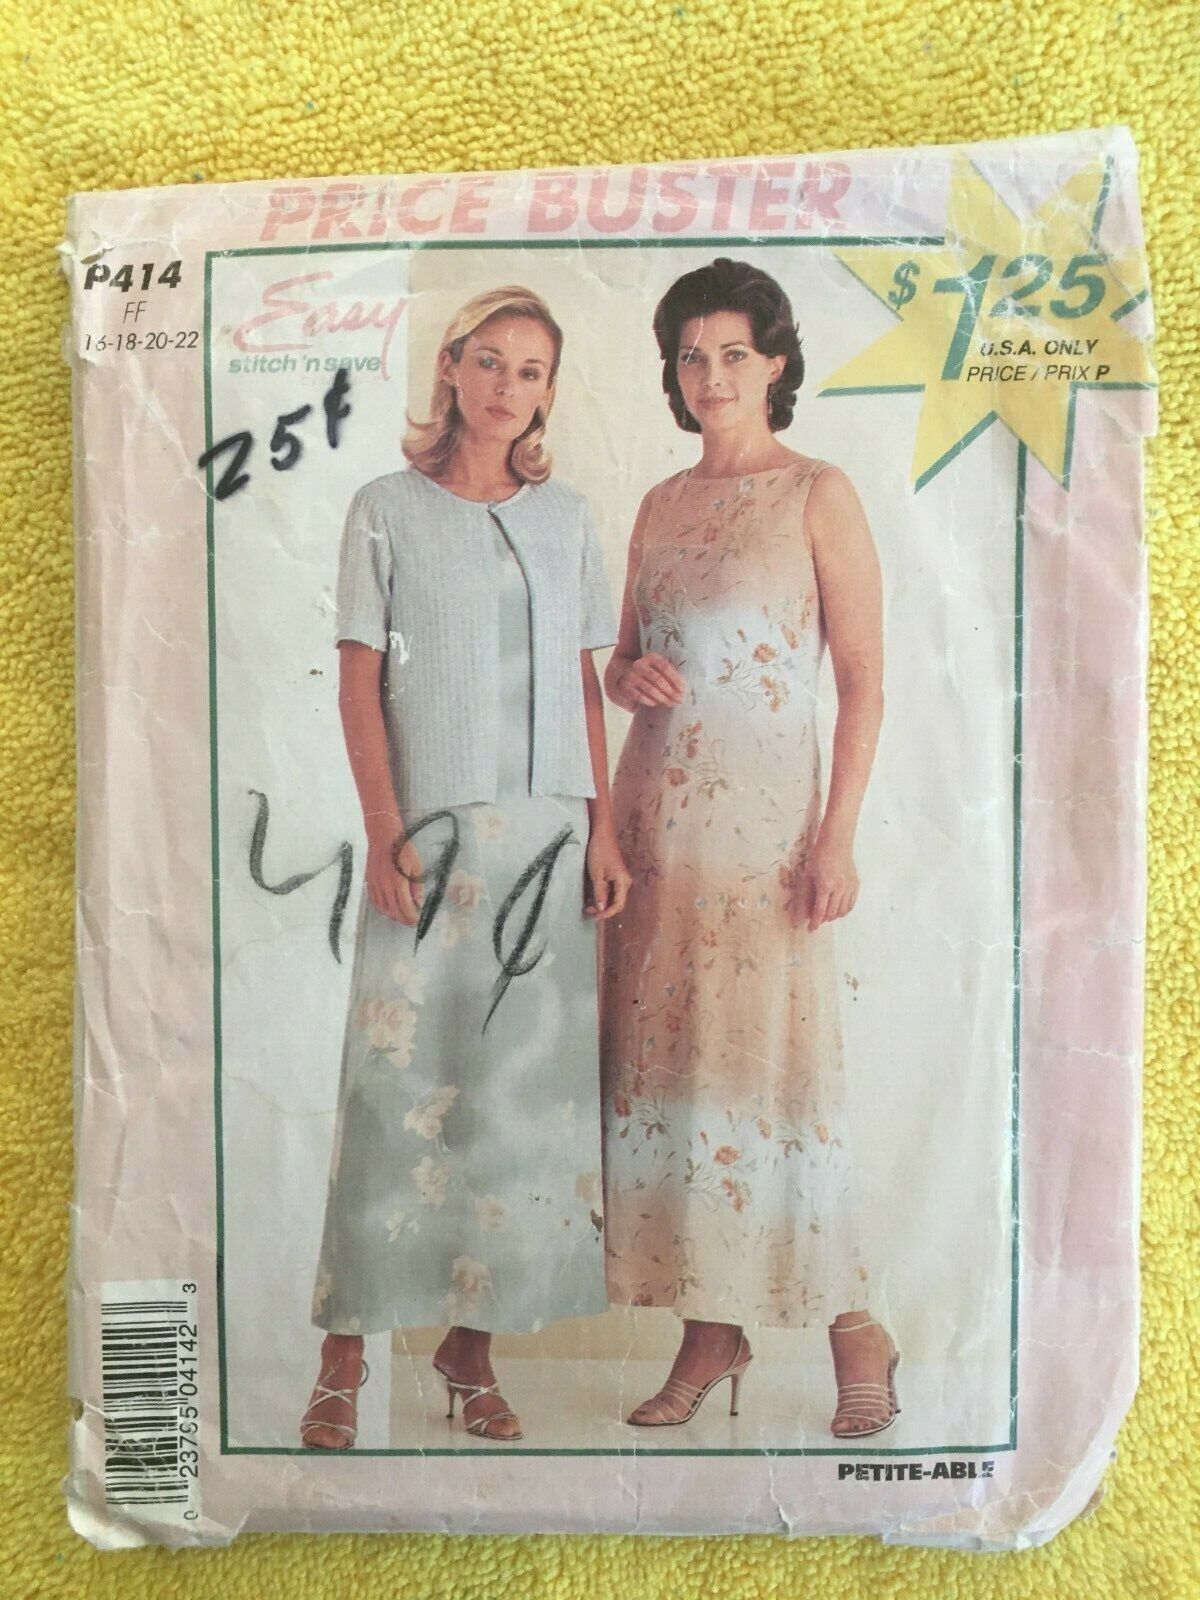 PRICE BUSTER
P414
FF
16-18-20-22
Easy
stitch 'n save
$1.25
U.S.A. ONLY
PRICE / PRIX P
25¢
49¢
0 23795 04142 3
PETITE-ABLE